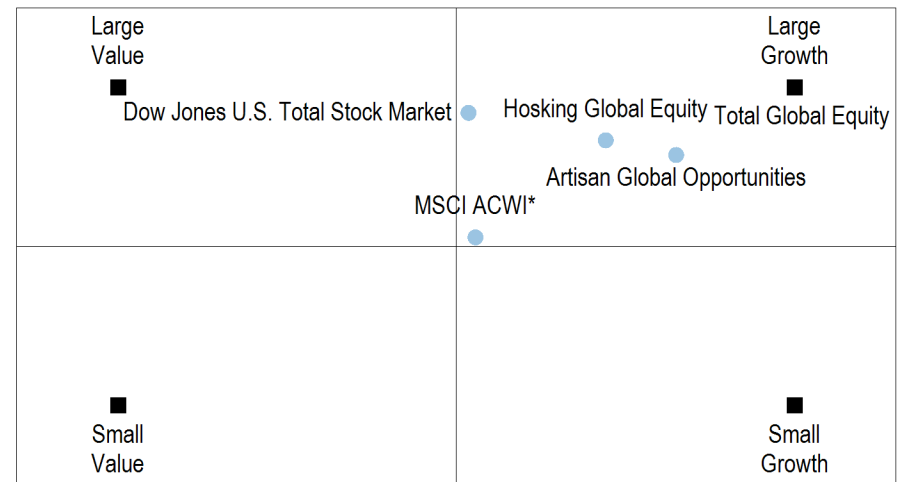 Large
Value
Large
Growth
Dow Jones U.S. Total Stock Market
Hosking Global Equity
Total Global Equity
Artisan Global Opportunities
MSCI ACWI*
Small
Value
Small
Growth